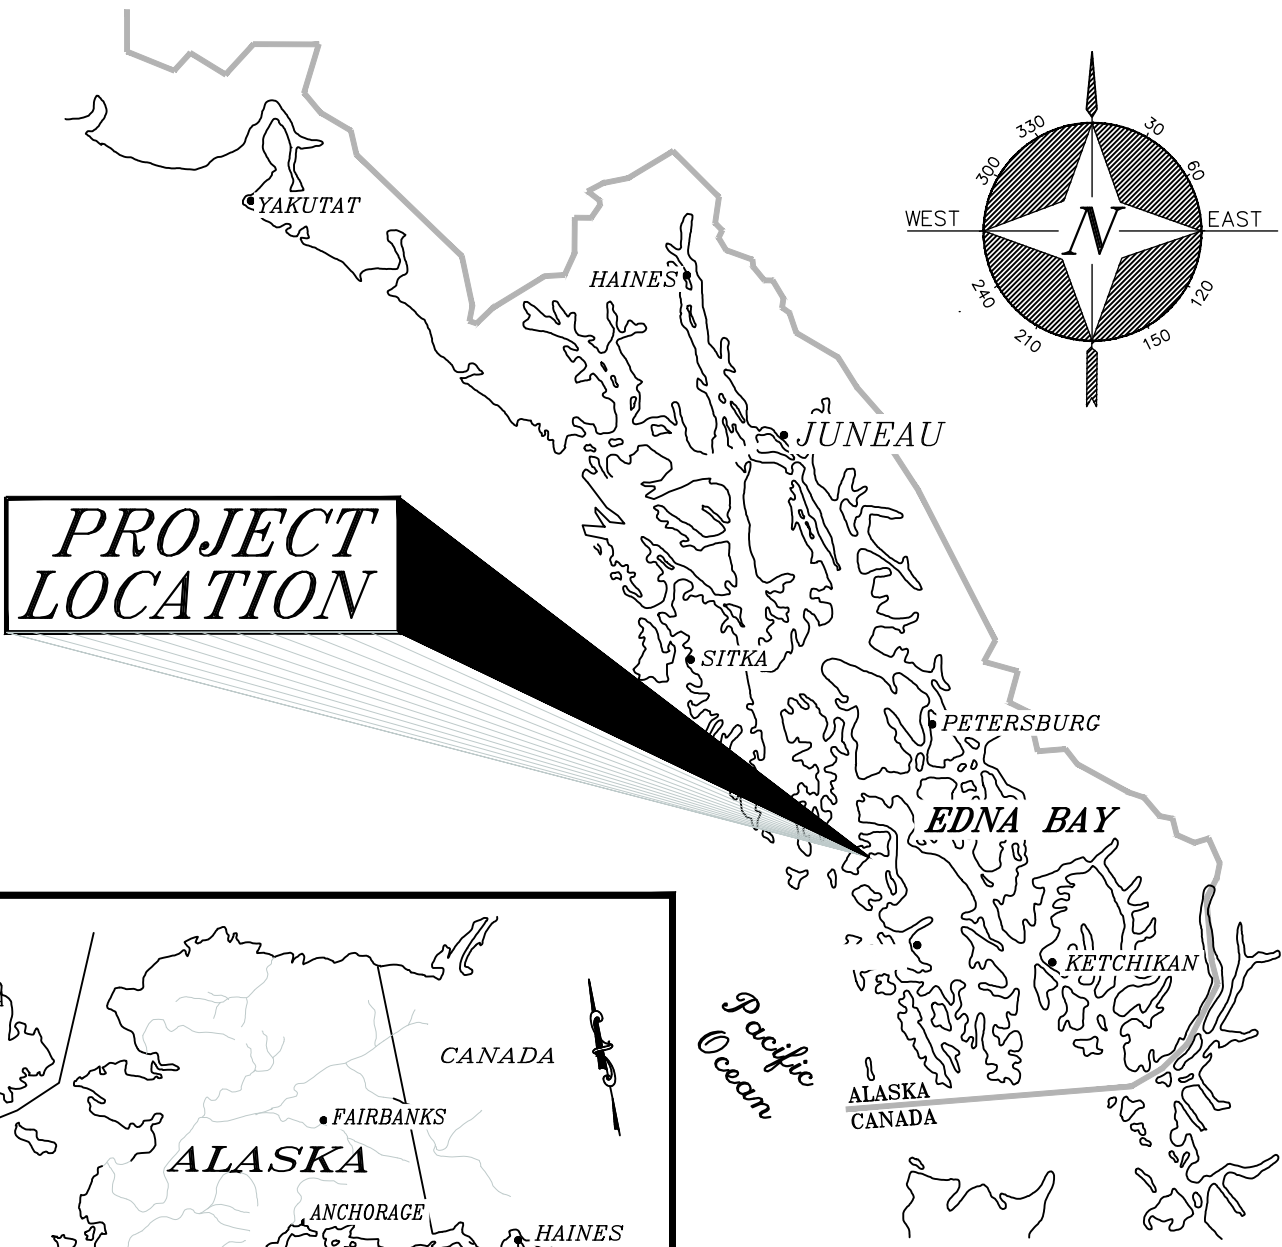 330
30
300
60
WEST
N
EAST
240
120
210
150
YAKUTAT
HAINES
JUNEAU
PROJECT
LOCATION
SITKA
PETERSBURG
EDNA BAY
KETCHIKAN
Pacific
Ocean
ALASKA
CANADA
CANADA
FAIRBANKS
ALASKA
ANCHORAGE
HAINES